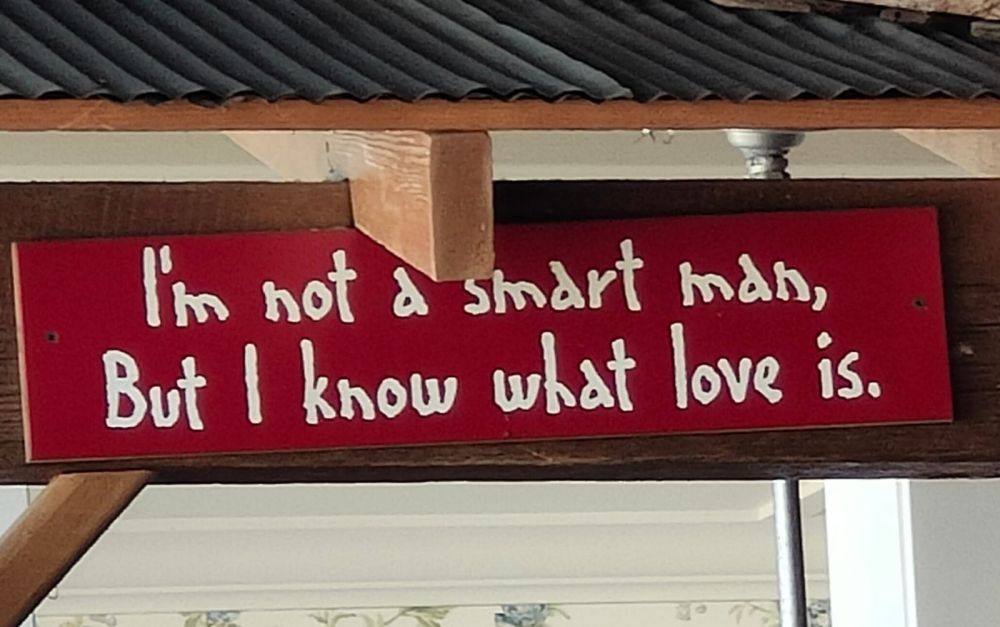 I'm not a smart man,
But I know what love is.